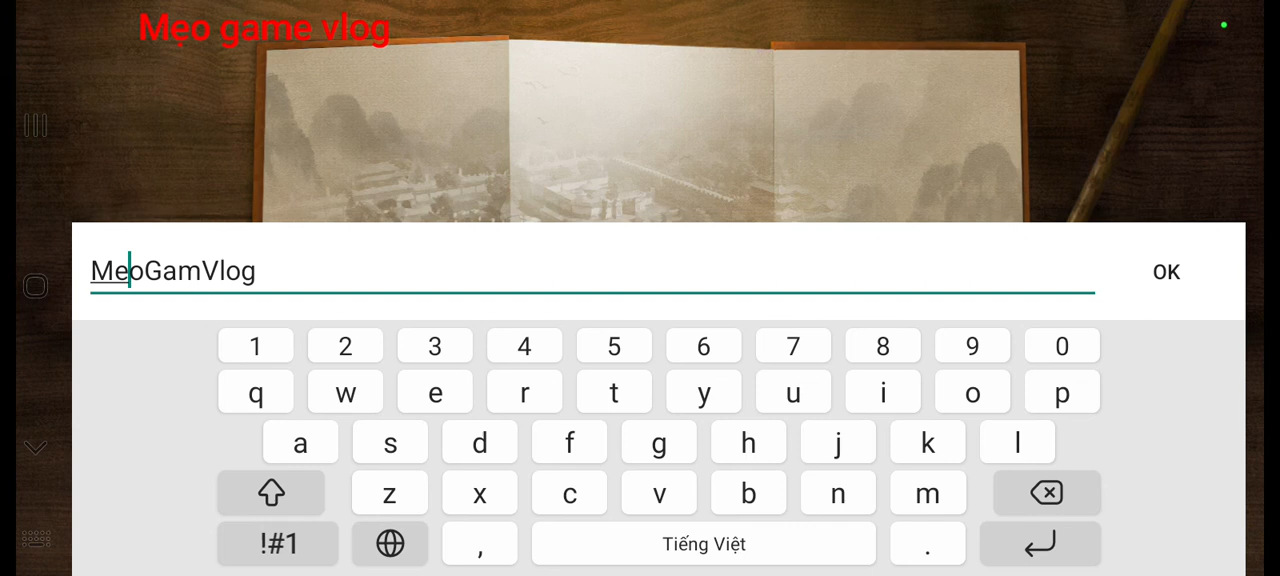 Mẹo game vlog
MeoGamVlog
OK
1 2 3 4 5 6 7 8 9 0
q w e r t y u i o p
a s d f g h j k l
z x c v b n m
!#1 , Tiếng Việt .